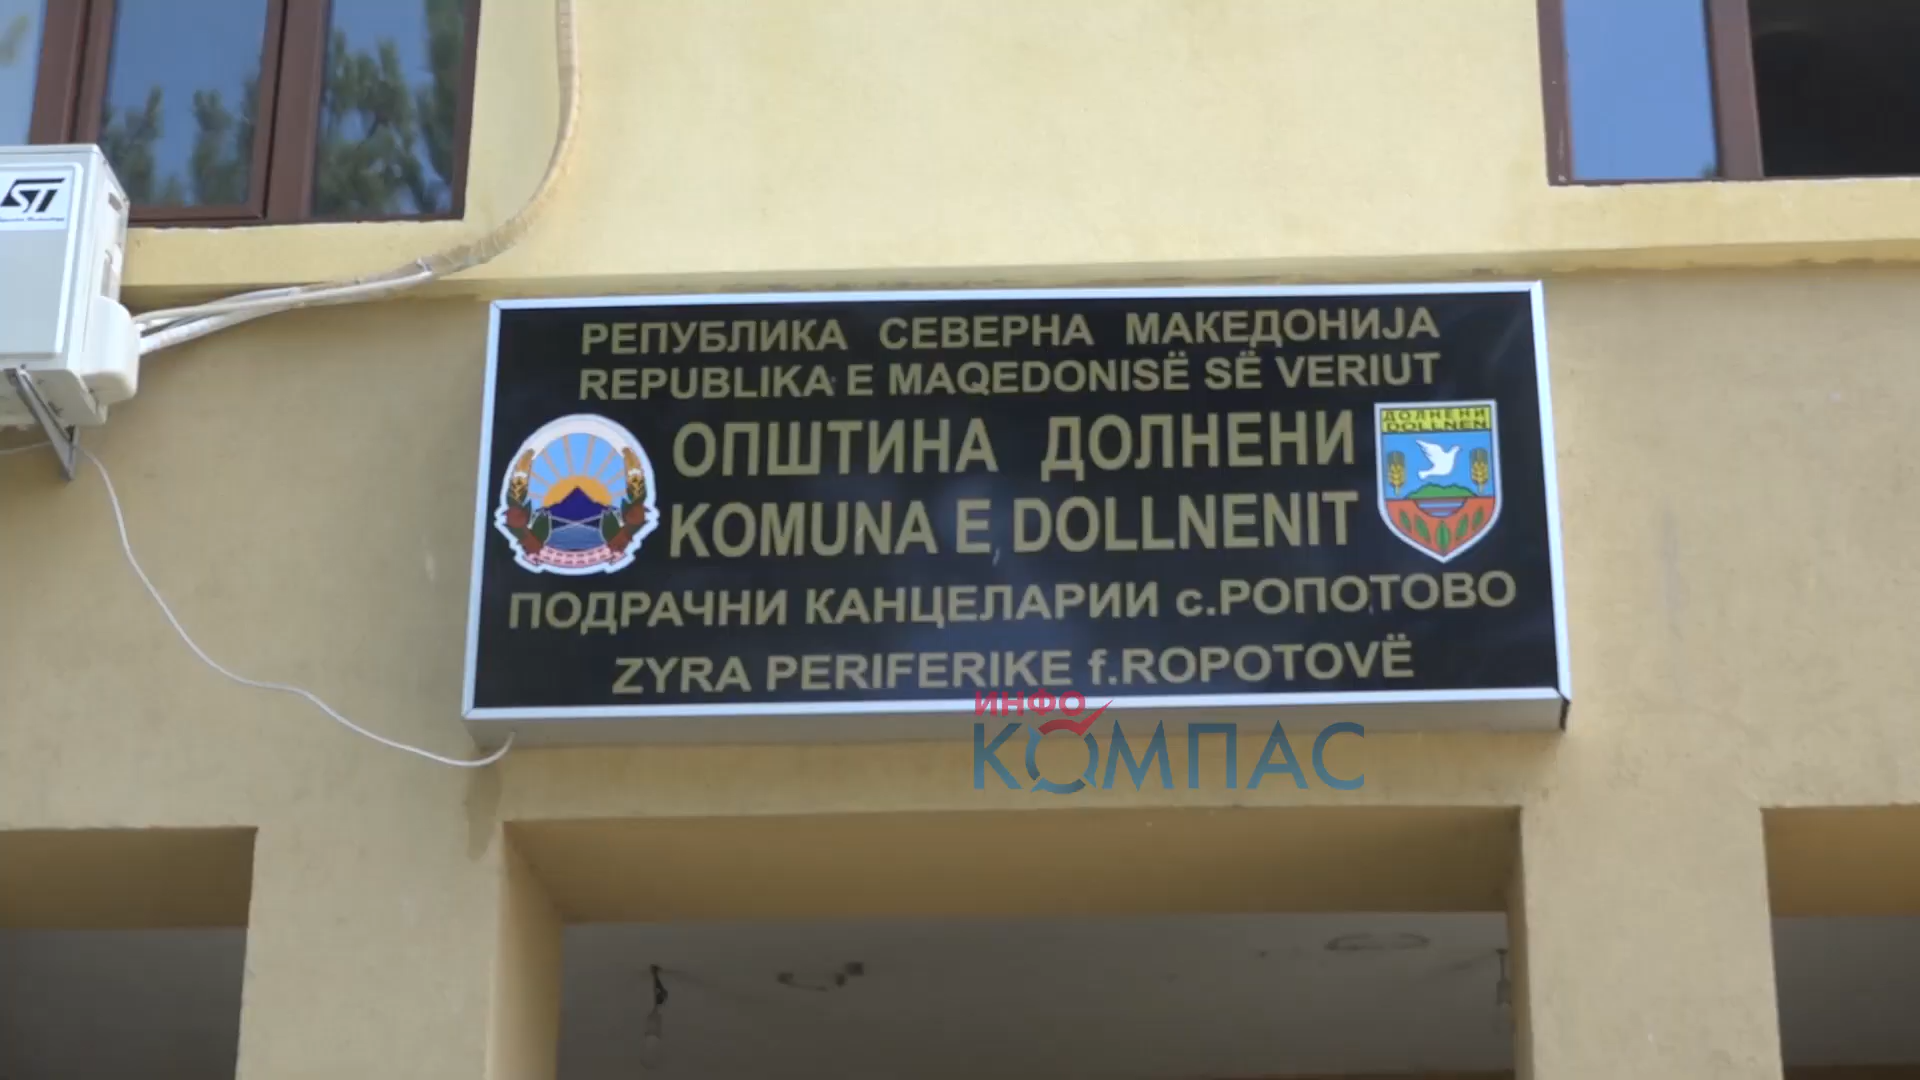 ST
РЕПУБЛИКА СЕВЕРНА МАКЕДОНИЈА
REPUBLIKA E MAQEDONISË SË VERIUT
ОПШТИНА ДОЛНЕНИ
KOMUNA E DOLLNENIT
ДОЛНЕНИ
DOLLNEN
ПОДРАЧНИ КАНЦЕЛАРИИ с.РОПОТОВО
ZYRA PERIFERIKE f.ROPOTOVË
ИНФО
КОМПАС